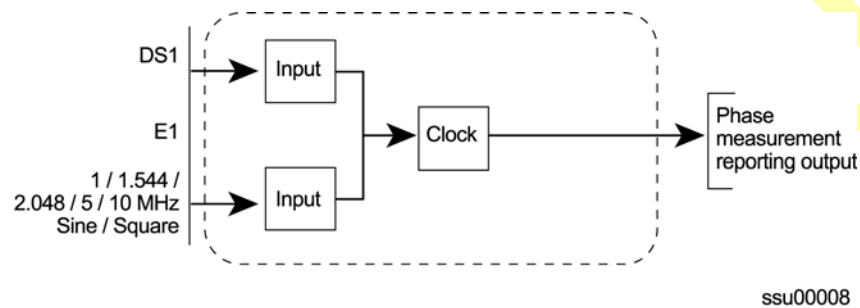 DS1
Input
E1
Clock
Phase
measurement
reporting output
1 / 1.544 /
2.048 / 5 / 10 MHz
Sine / Square
Input
ssu00008